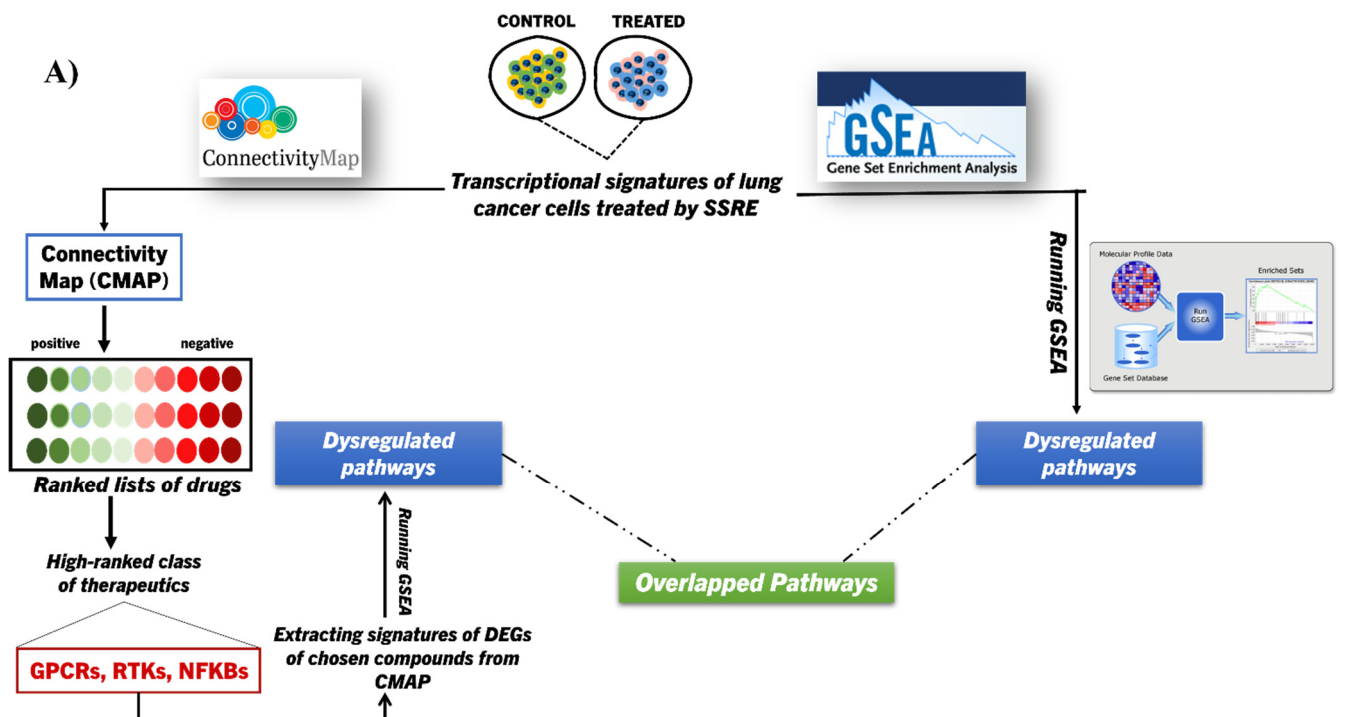 A)
CONTROL TREATED
ConnectivityMap
GSEA
Gene Set Enrichment Analysis
Transcriptional signatures of lung
cancer cells treated by SSRE
Connectivity
Map (CMAP)
positive negative
Ranked lists of drugs
High-ranked class
of therapeutics
GPCRs, RTKs, NFKBs
Dysregulated
pathways
Running GSEA
Extracting signatures of DEGs
of chosen compounds from
CMAP
Overlapped Pathways
Running GSEA
Molecular Profile Data
Gene Set Database
Run
GSEA
Enriched Sets
Dysregulated
pathways